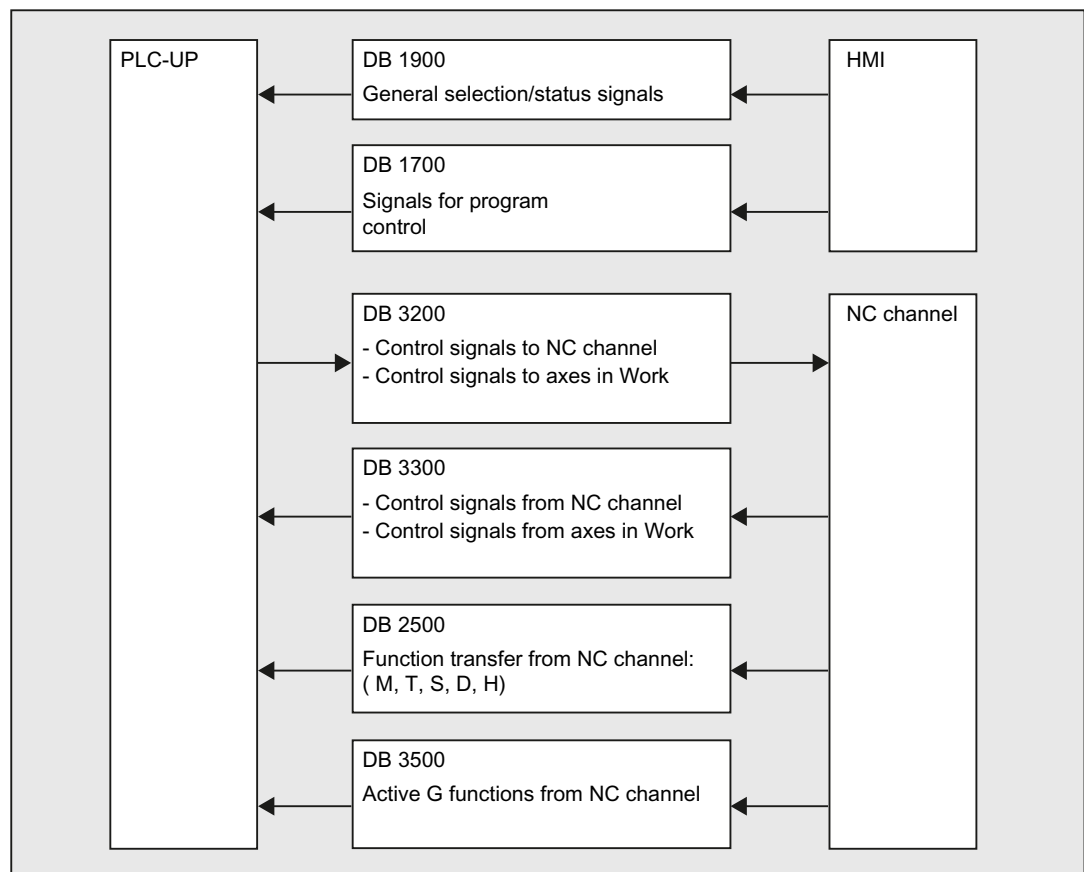 PLC-UP
DB 1900
General selection/status signals
HMI
DB 1700
Signals for program
control
DB 3200
- Control signals to NC channel
- Control signals to axes in Work
NC channel
DB 3300
- Control signals from NC channel
- Control signals from axes in Work
DB 2500
Function transfer from NC channel:
( M, T, S, D, H)
DB 3500
Active G functions from NC channel